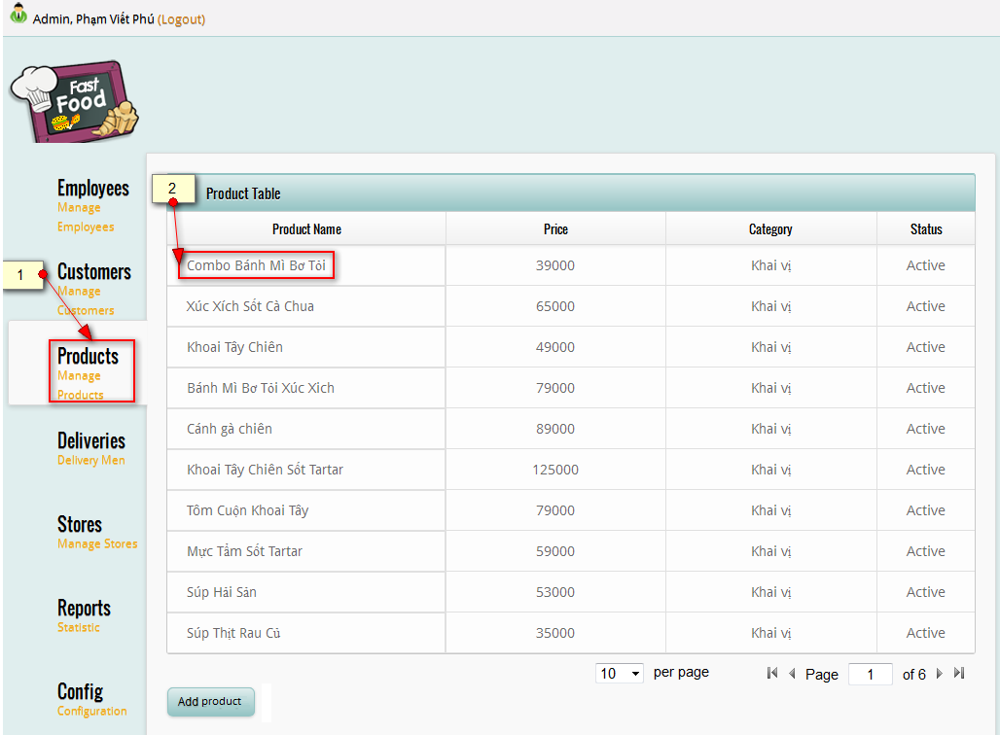 Admin, Phạm Viết Phú (Logout)
Fast
Food
Employees
Manage
Employees
1
Customers
Manage
Customers
Products
Manage
Products
Deliveries
Delivery Men
Stores
Manage Stores
Reports
Statistic
Config
Configuration
2
Product Table
Product Name Price Category Status
Combo Bánh Mì Bơ Tỏi 39000 Khai vị Active
Xúc Xích Sốt Cà Chua 65000 Khai vị Active
Khoai Tây Chiên 49000 Khai vị Active
Bánh Mì Bơ Tỏi Xúc Xich 79000 Khai vị Active
Cánh gà chiên 89000 Khai vị Active
Khoai Tây Chiên Sốt Tartar 125000 Khai vị Active
Tôm Cuộn Khoai Tây 79000 Khai vị Active
Mực Tẩm Sốt Tartar 59000 Khai vị Active
Súp Hải Sản 53000 Khai vị Active
Súp Thịt Rau Củ 35000 Khai vị Active
10 per page Page 1 of 6
Add product